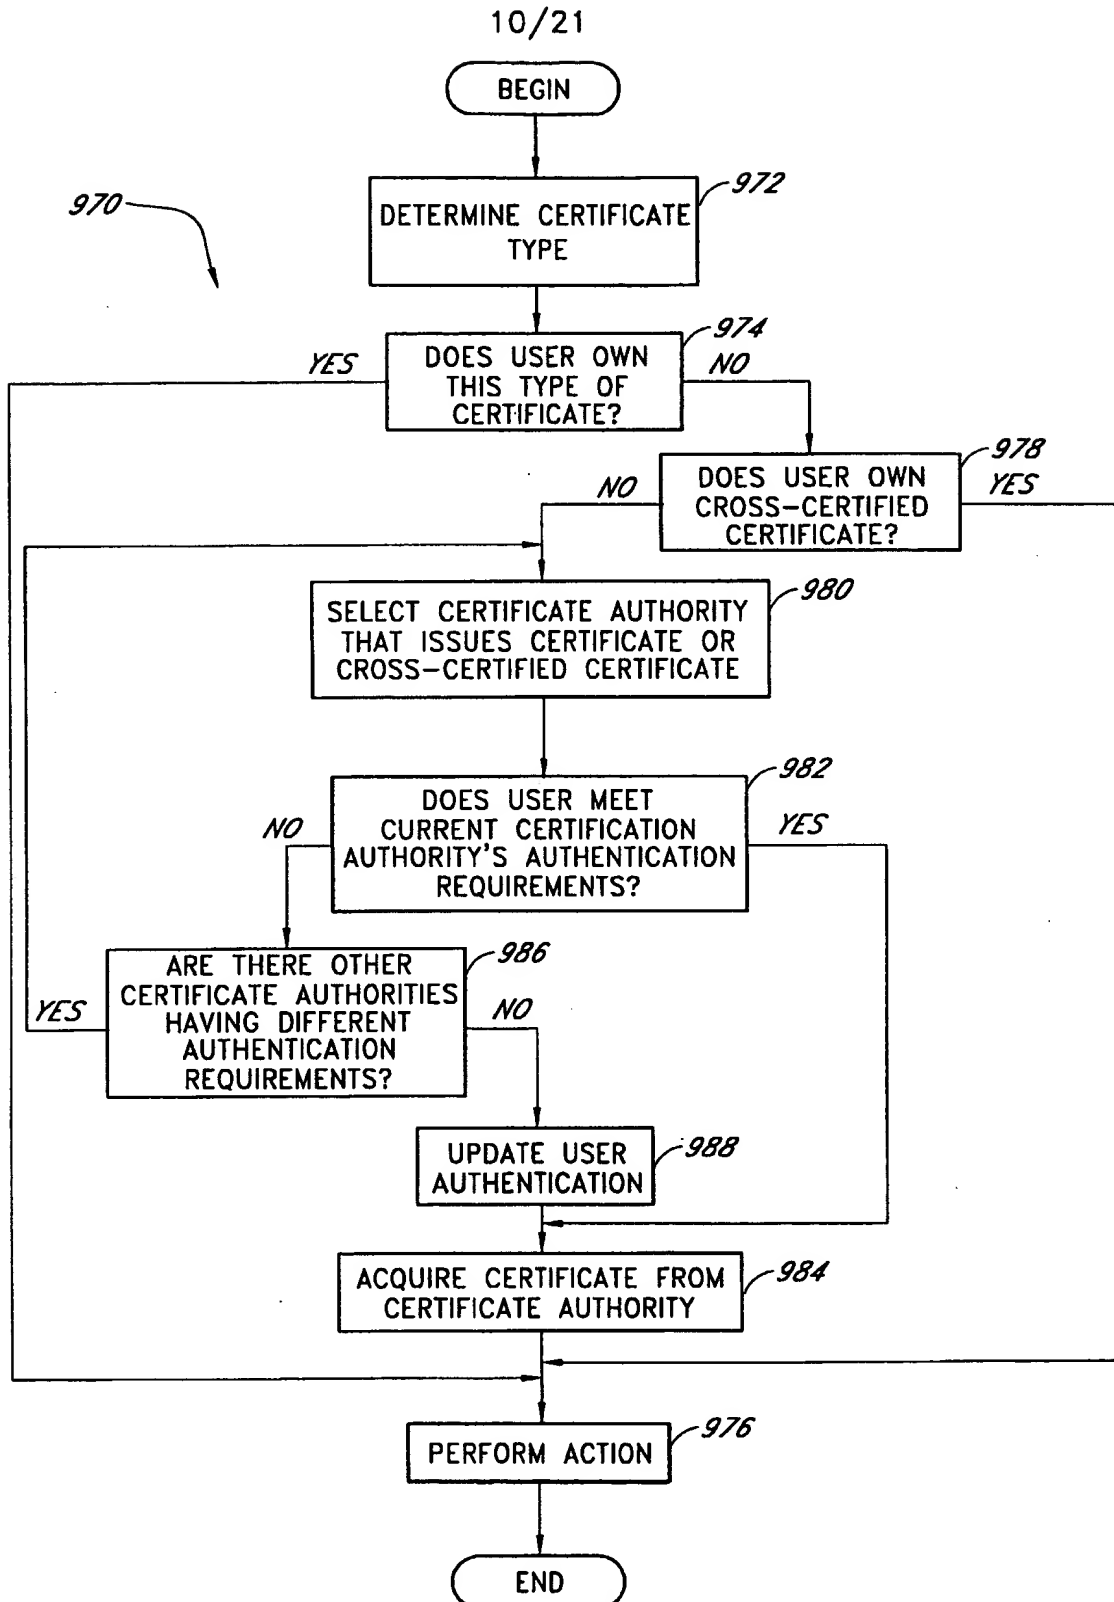 10/21
BEGIN
972
DETERMINE CERTIFICATE
TYPE
970
974
DOES USER OWN
THIS TYPE OF
CERTIFICATE?
YES
NO
978
DOES USER OWN
CROSS-CERTIFIED
CERTIFICATE?
NO
YES
980
SELECT CERTIFICATE AUTHORITY
THAT ISSUES CERTIFICATE OR
CROSS-CERTIFIED CERTIFICATE
982
DOES USER MEET
CURRENT CERTIFICATION
AUTHORITY'S AUTHENTICATION
REQUIREMENTS?
NO
YES
986
ARE THERE OTHER
CERTIFICATE AUTHORITIES
HAVING DIFFERENT
AUTHENTICATION
REQUIREMENTS?
YES
NO
988
UPDATE USER
AUTHENTICATION
984
ACQUIRE CERTIFICATE FROM
CERTIFICATE AUTHORITY
976
PERFORM ACTION
END